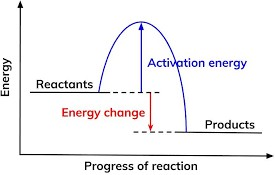 Energy
Reactants
Activation energy
Energy change
Products
Progress of reaction